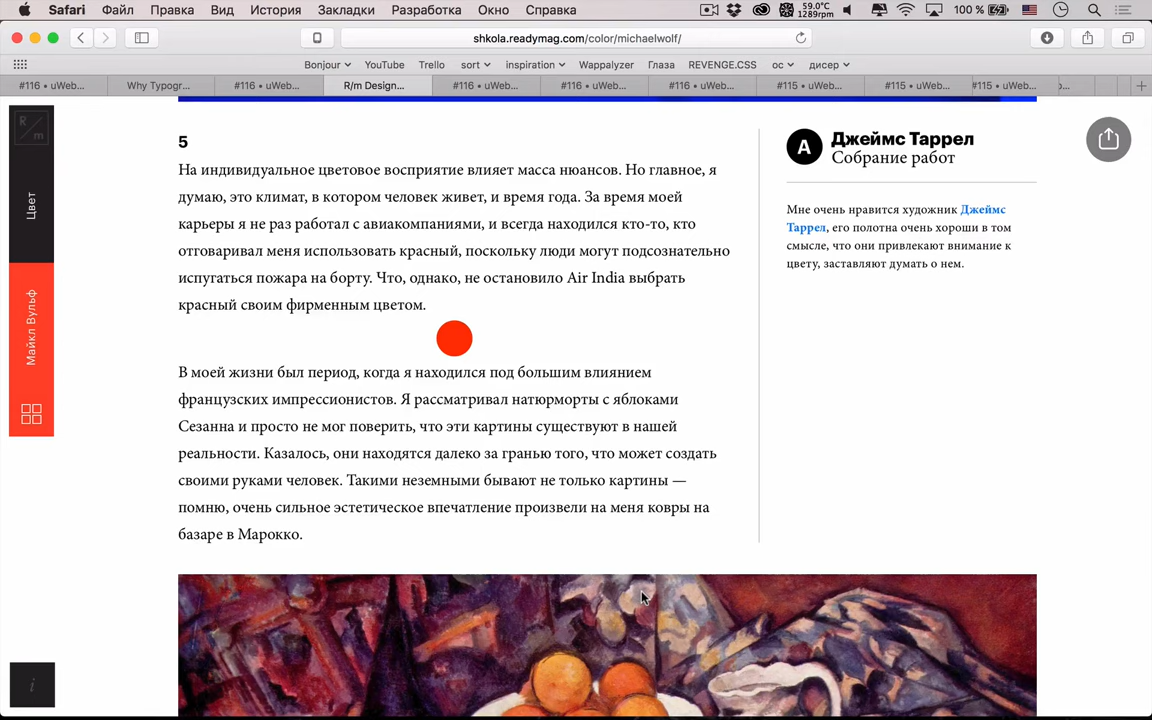 Safari Файл Правка Вид История Закладки Разработка Окно Справка 59.0°C 1289rpm 100 %
shkola.readymag.com/color/michaelwolf/
Bonjour YouTube Trello sort inspiration Wappalyzer Глаза REVENGE.CSS ос дисер
#116 • uWeb... Why Typogr... #116 • uWeb... R/m Design... #116 • uWeb... #116 • uWeb... #116 • uWeb... #115 • uWeb... #115 • uWeb... #115 • uWeb...
R/m
Цвет
Майкл Вульф
i
5
На индивидуальное цветовое восприятие влияет масса нюансов. Но главное, я
думаю, это климат, в котором человек живет, и время года. За время моей
карьеры я не раз работал с авиакомпаниями, и всегда находился кто-то, кто
отговаривал меня использовать красный, поскольку люди могут подсознательно
испугаться пожара на борту. Что, однако, не остановило Air India выбрать
красный своим фирменным цветом.
В моей жизни был период, когда я находился под большим влиянием
французских импрессионистов. Я рассматривал натюрморты с яблоками
Сезанна и просто не мог поверить, что эти картины существуют в нашей
реальности. Казалось, они находятся далеко за гранью того, что может создать
своими руками человек. Такими неземными бывают не только картины —
помню, очень сильное эстетическое впечатление произвели на меня ковры на
базаре в Марокко.
A
Джеймс Таррел
Собрание работ
Мне очень нравится художник Джеймс
Таррел, его полотна очень хороши в том
смысле, что они привлекают внимание к
цвету, заставляют думать о нем.